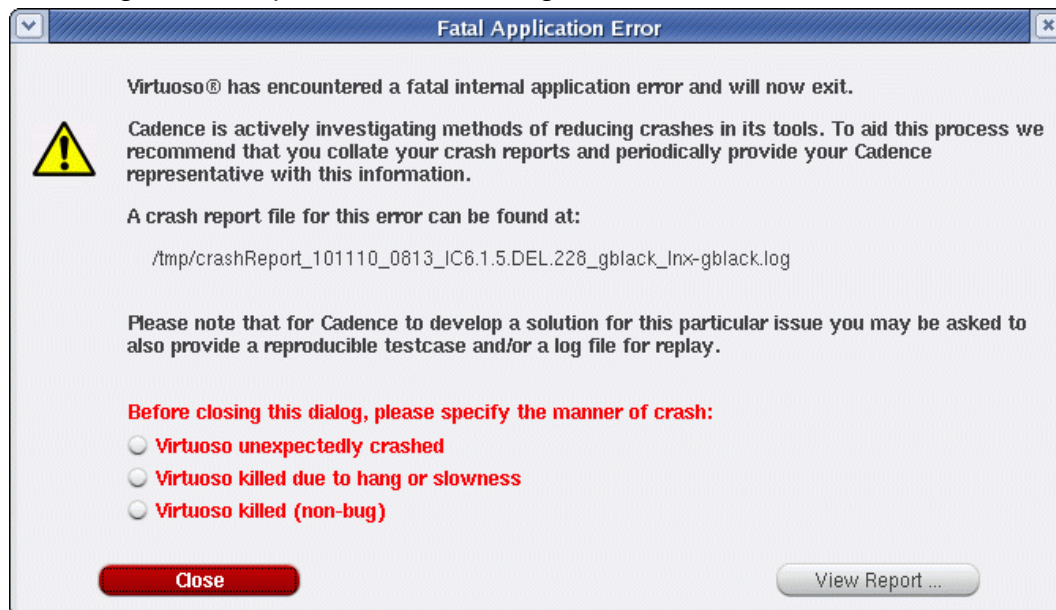 Fatal Application Error
Virtuoso® has encountered a fatal internal application error and will now exit.
Cadence is actively investigating methods of reducing crashes in its tools. To aid this process we
recommend that you collate your crash reports and periodically provide your Cadence
representative with this information.
A crash report file for this error can be found at:
/tmp/crashReport_101110_0813_IC6.1.5.DEL.228_gblack_lnx-gblack.log
Please note that for Cadence to develop a solution for this particular issue you may be asked to
also provide a reproducible testcase and/or a log file for replay.
Before closing this dialog, please specify the manner of crash:
Virtuoso unexpectedly crashed
Virtuoso killed due to hang or slowness
Virtuoso killed (non-bug)
Close
View Report ...